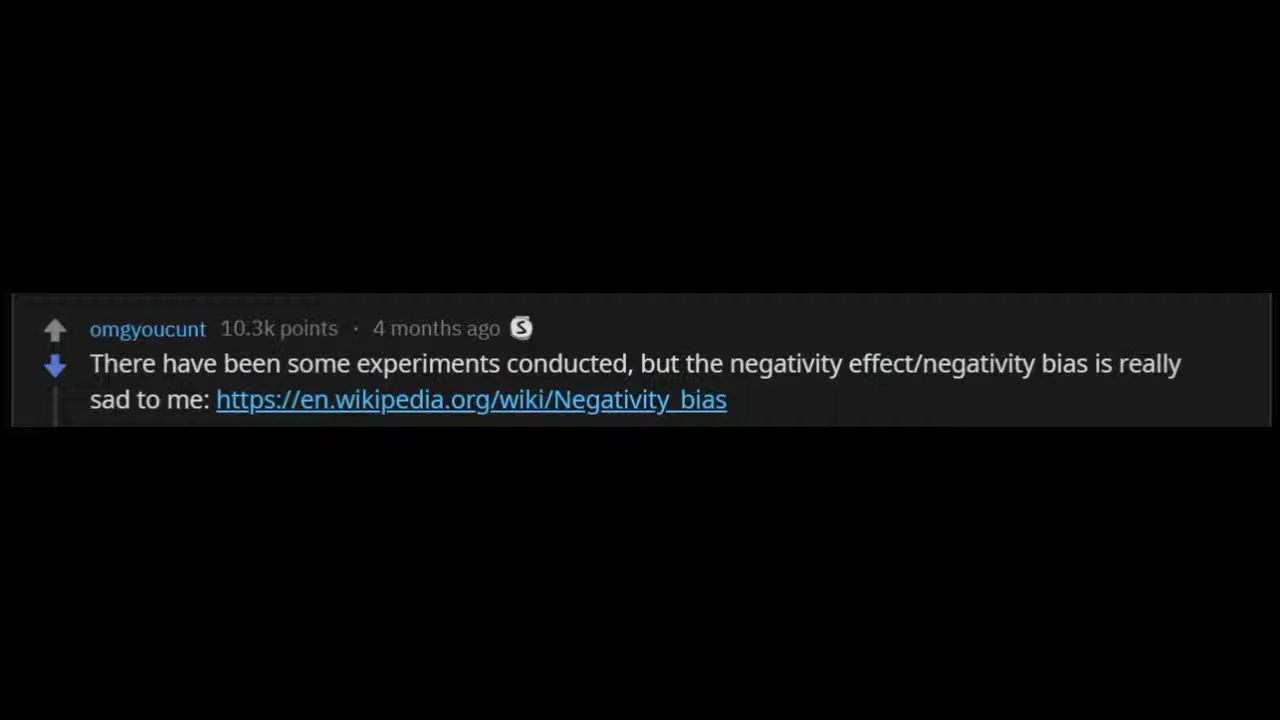 omgyoucunt 10.3k points · 4 months ago S
There have been some experiments conducted, but the negativity effect/negativity bias is really
sad to me: https://en.wikipedia.org/wiki/Negativity_bias